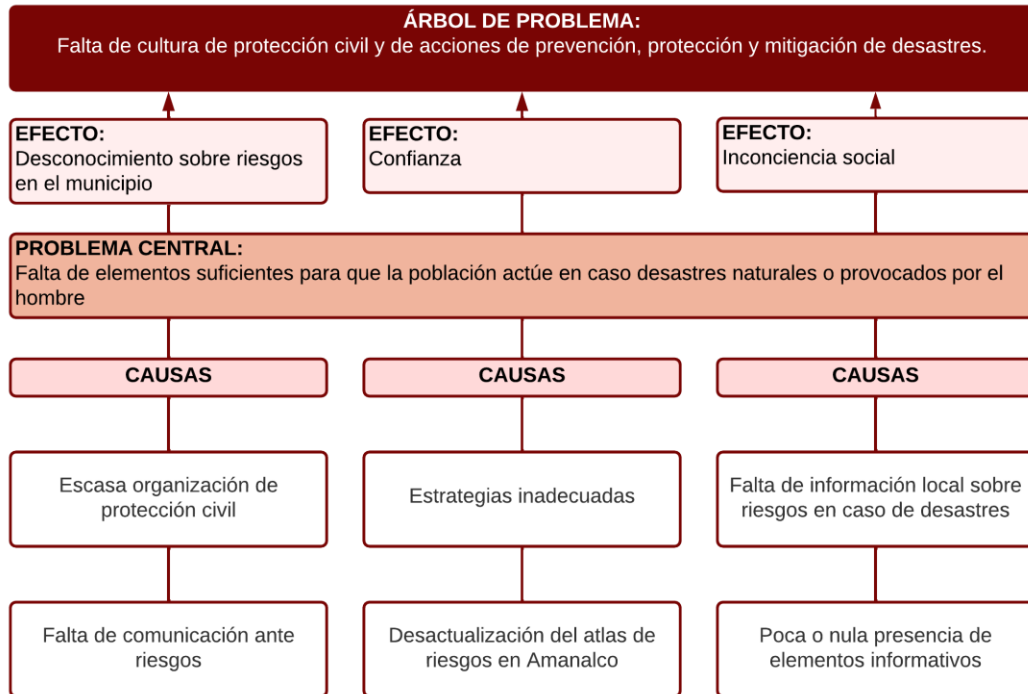 ÁRBOL DE PROBLEMA:
Falta de cultura de protección civil y de acciones de prevención, protección y mitigación de desastres.
EFECTO:
Desconocimiento sobre riesgos
en el municipio
EFECTO:
Confianza
EFECTO:
Inconciencia social
PROBLEMA CENTRAL:
Falta de elementos suficientes para que la población actúe en caso desastres naturales o provocados por el
hombre
CAUSAS
CAUSAS
CAUSAS
Escasa organización de
protección civil
Estrategias inadecuadas
Falta de información local sobre
riesgos en caso de desastres
Falta de comunicación ante
riesgos
Desactualización del atlas de
riesgos en Amanalco
Poca o nula presencia de
elementos informativos